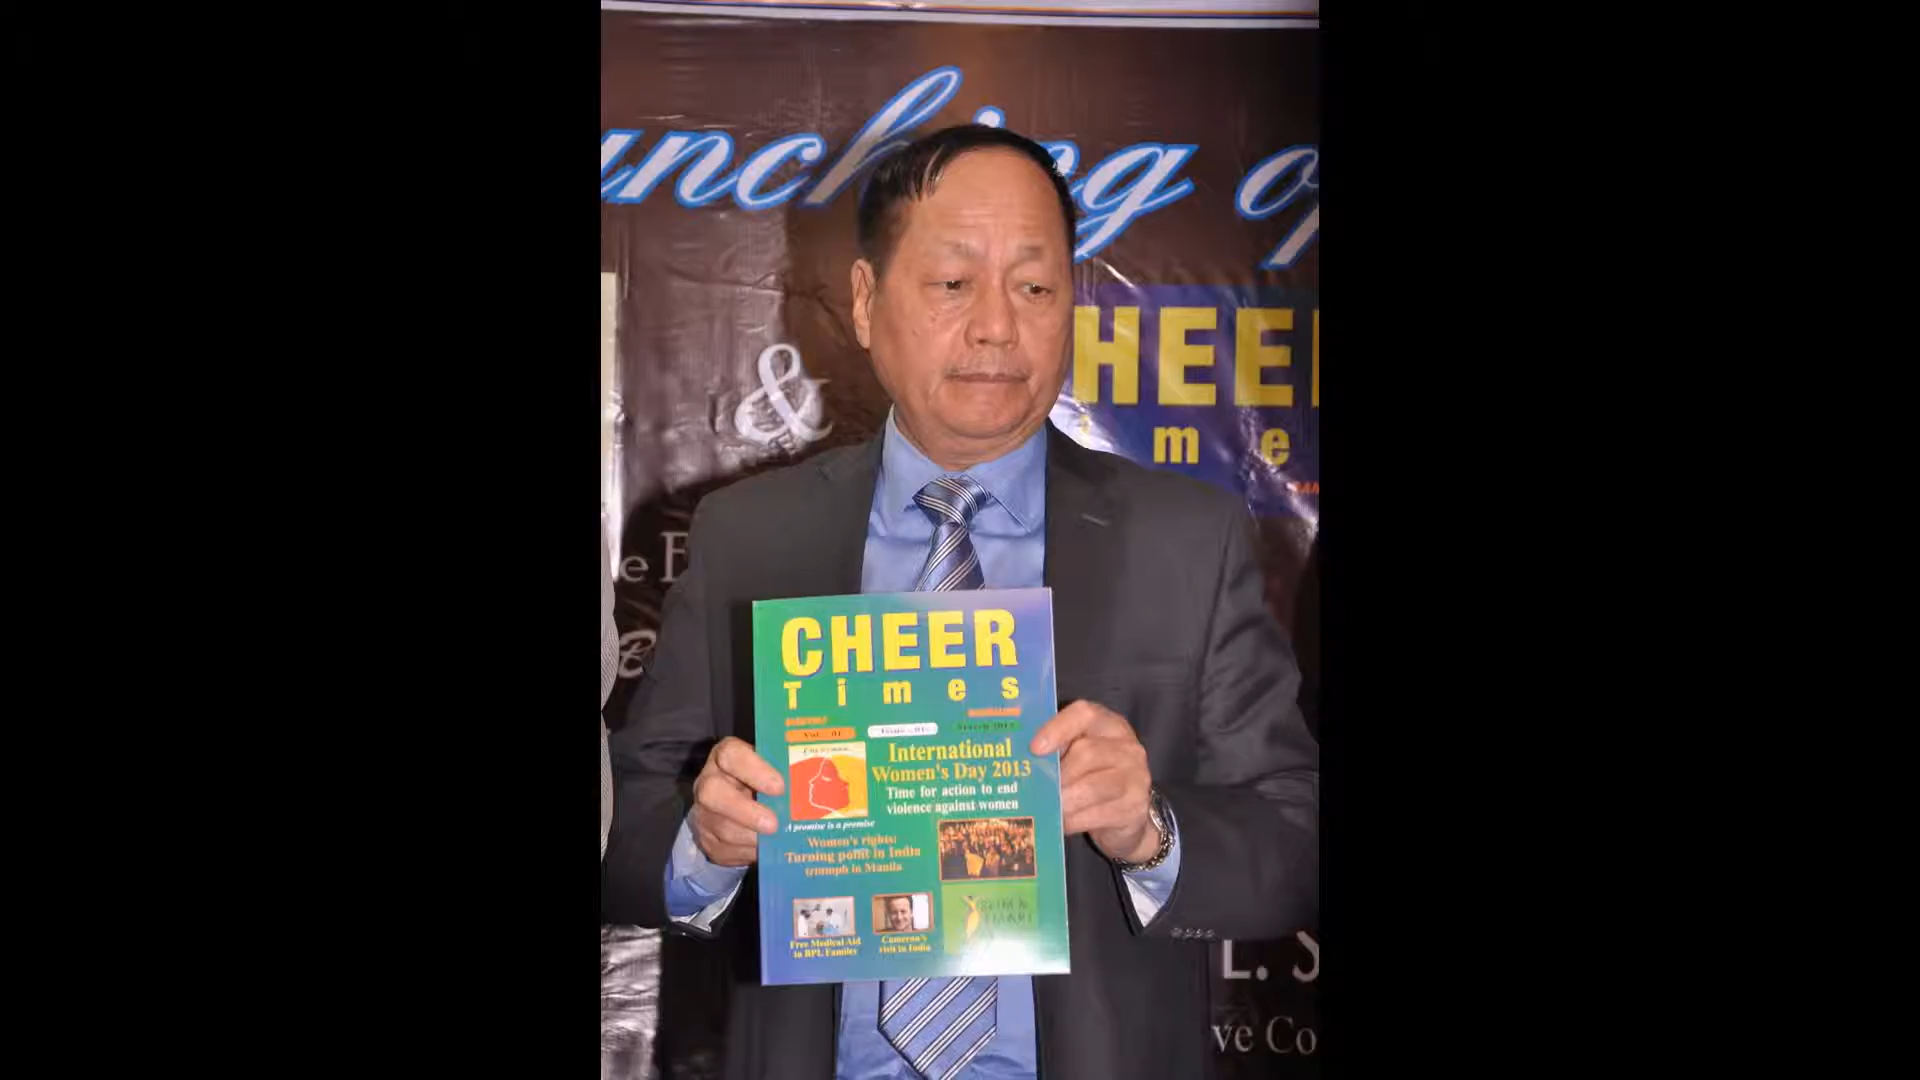 unching of
&
HEE
i m e
e E
CHEER
Times
Vol. 01
March 2013
International
Women's Day 2013
Time for action to end
violence against women
A promise is a promise
Women's rights:
Turning point in India
triumph in Manila
Free Medical Aid
to BPL Families
Cameron's
visit to India
L. S
ve Co